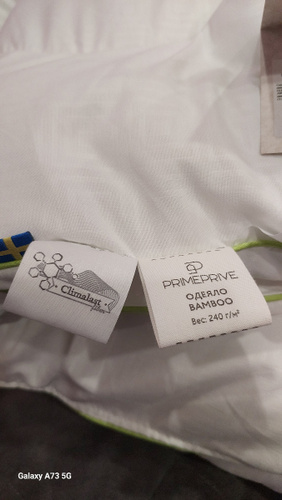 Climalast
PRIMEPRIVE
ОДЕЯЛО
BAMBOO
Вес: 240 г/м²
Galaxy A73 5G